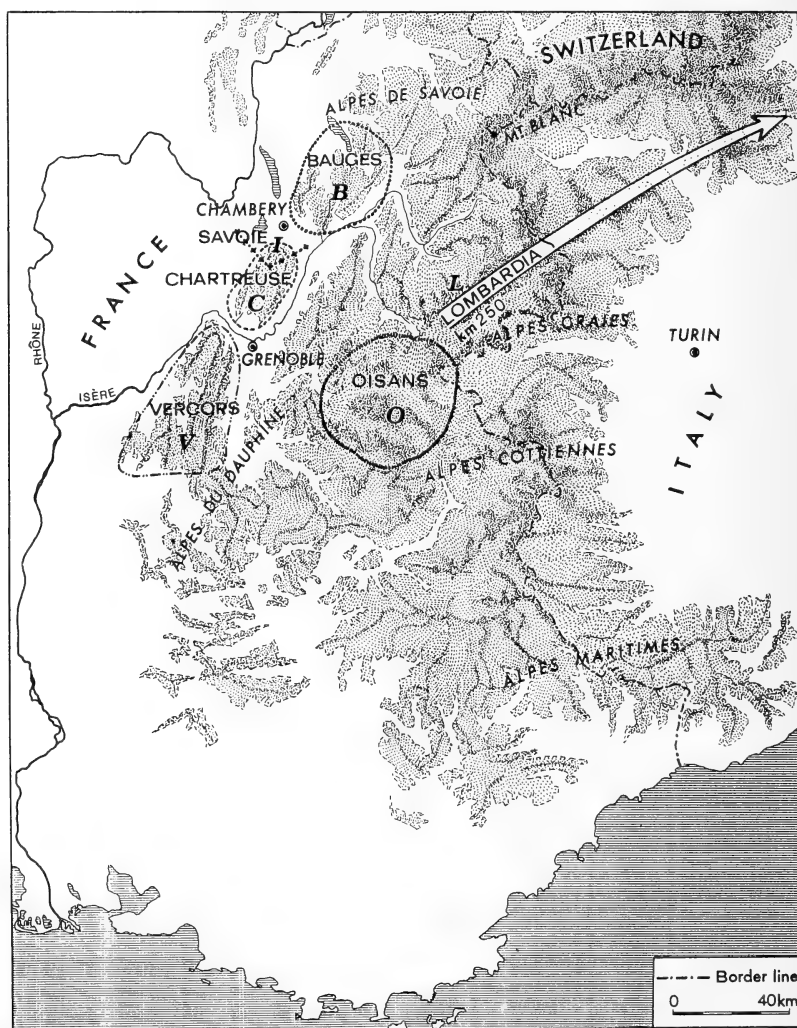 SWITZERLAND
ALPES DE SAVOIE
MT. BLANC
BAUGES
B
CHAMBERY
SAVOIE
I
CHARTREUSE
C
FRANCE
L
LOMBARDIA
km 250
ALPES GRAIES
TURIN
GRENOBLE
RHÔNE
ISÈRE
OISANS
O
VERCORS
V
ITALY
ALPES COTTIENNES
ALPES DU DAUPHINÉ
ALPES MARITIMES
Border line
0 40km